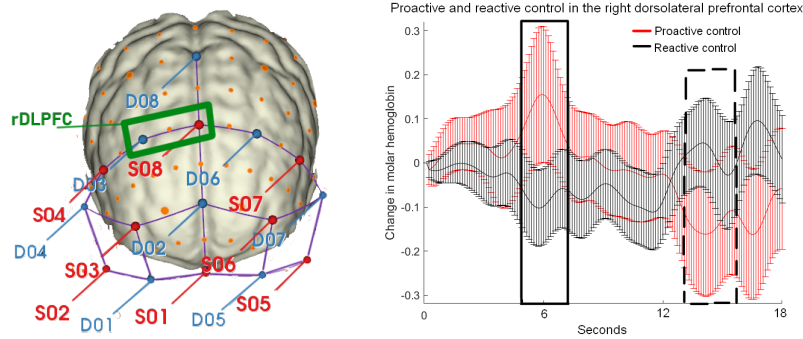 D08
rDLPFC
S08
D03
D06
S04
S07
D04
D02
D07
S03
S06
S02
S05
D01
S01
D05
Proactive and reactive control in the right dorsolateral prefrontal cortex
Proactive control
Reactive control
Change in molar hemoglobin
0.3
0.2
0.1
0
-0.1
-0.2
-0.3
0
6
12
18
Seconds